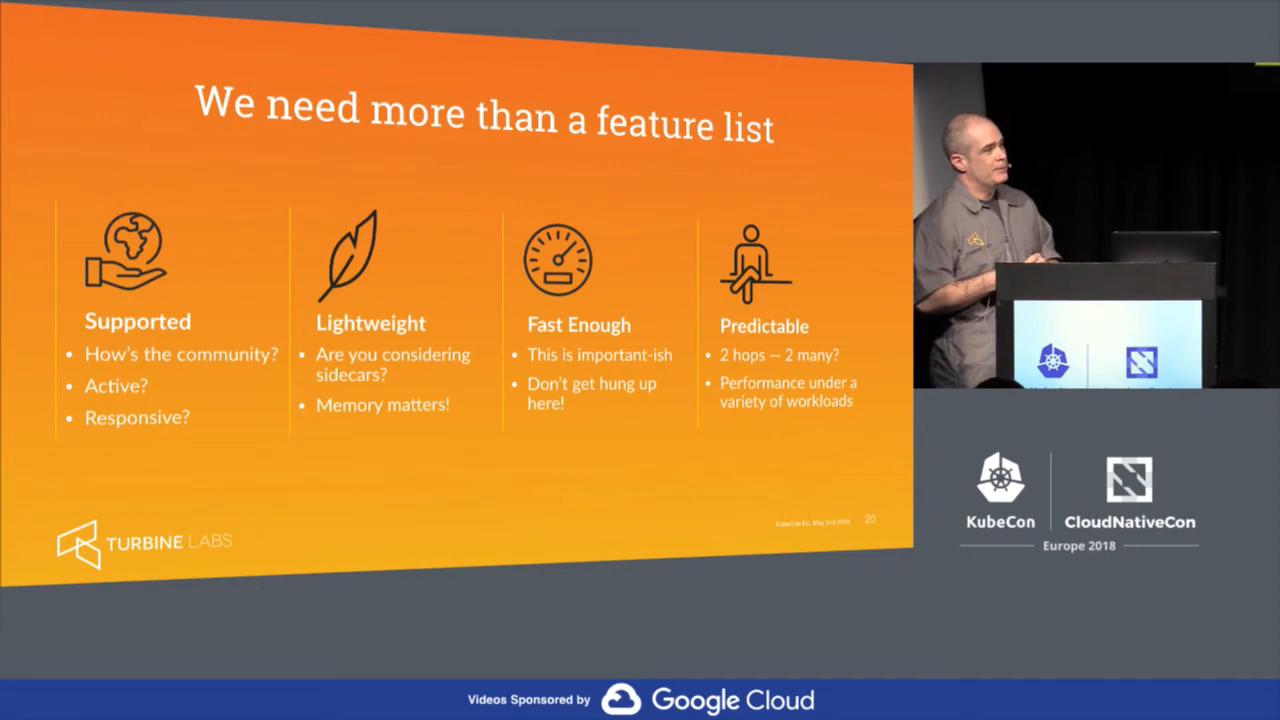 We need more than a feature list
Supported
• How's the community?
• Active?
• Responsive?
Lightweight
• Are you considering
sidecars?
• Memory matters!
Fast Enough
• This is important-ish
• Don't get hung up
here!
Predictable
• 2 hops — 2 many?
• Performance under a
variety of workloads
TURBINE LABS
KubeCon EU, May 2nd 2018
20
KubeCon
CloudNativeCon
Europe 2018
Videos Sponsored by
Google Cloud